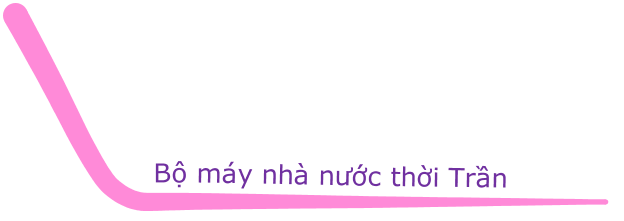 Bộ máy nhà nước thời Trần